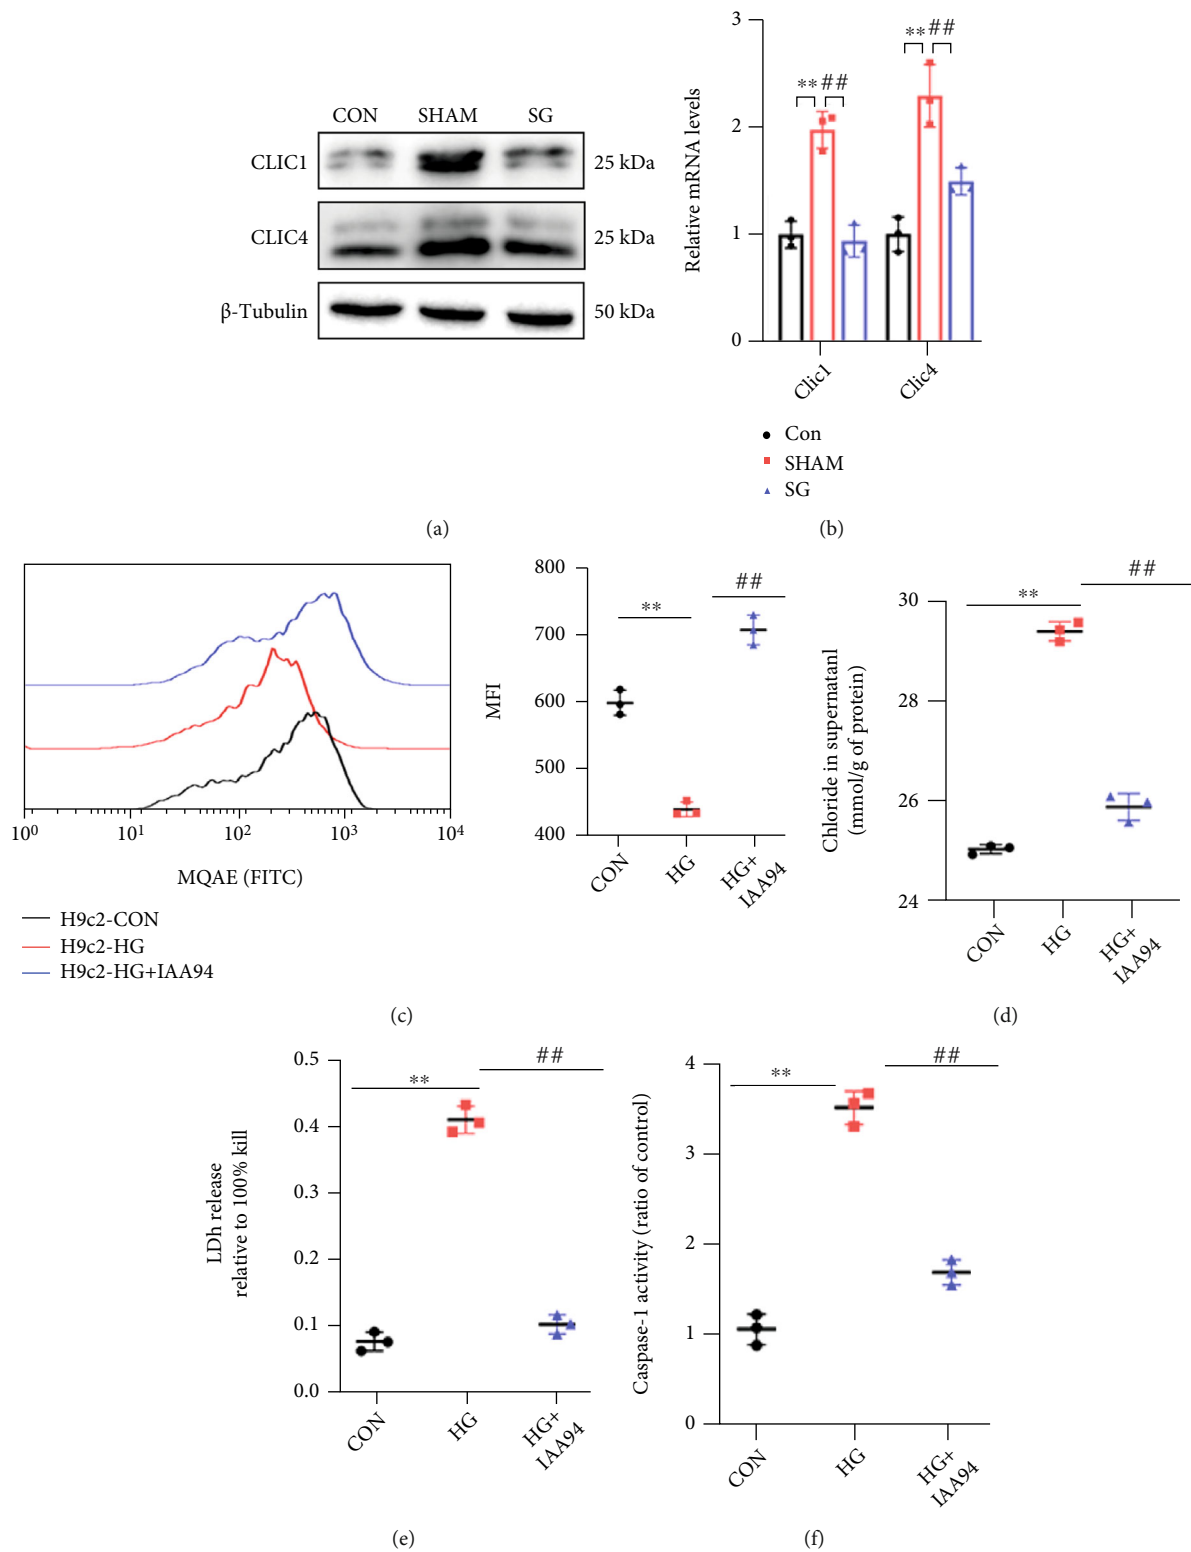 CON SHAM SG
CLIC1 25 kDa
CLIC4 25 kDa
β-Tubulin 50 kDa
(a)
Relative mRNA levels
3
2
1
0
** ## ** ##
Clic1 Clic4
Con
SHAM
SG
(b)
10⁰ 10¹ 10² 10³ 10⁴
MQAE (FITC)
H9c2-CON
H9c2-HG
H9c2-HG+IAA94
MFI
800
700
600
500
400
** ##
CON HG HG+
IAA94
(c)
Chloride in supernatanl
(mmol/g of protein)
30
28
26
24
** ##
CON HG HG+
IAA94
(d)
LDh release
relative to 100% kill
0.5
0.4
0.3
0.2
0.1
0.0
** ##
CON HG HG+
IAA94
(e)
Caspase-1 activity (ratio of control)
4
3
2
1
0
** ##
CON HG HG+
IAA94
(f)